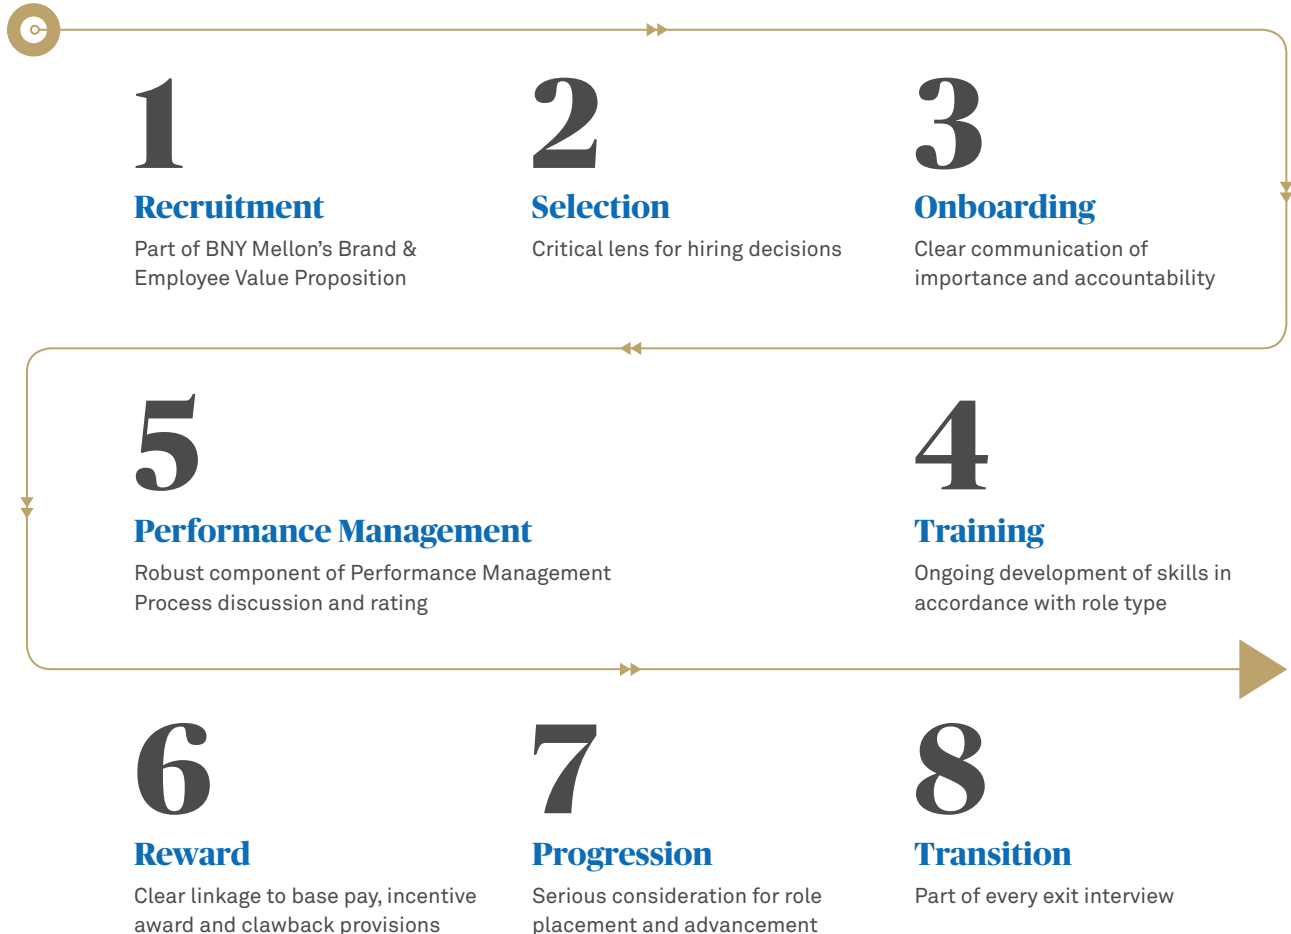 1
Recruitment
Part of BNY Mellon's Brand &
Employee Value Proposition
2
Selection
Critical lens for hiring decisions
3
Onboarding
Clear communication of
importance and accountability
4
Training
Ongoing development of skills in
accordance with role type
5
Performance Management
Robust component of Performance Management
Process discussion and rating
6
Reward
Clear linkage to base pay, incentive
award and clawback provisions
7
Progression
Serious consideration for role
placement and advancement
8
Transition
Part of every exit interview